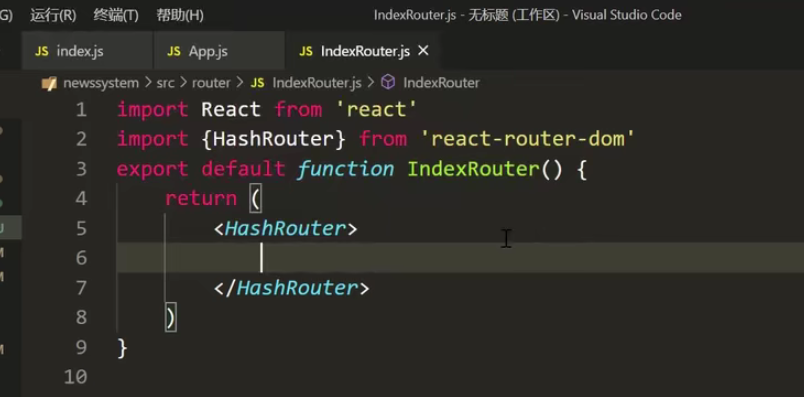 G) 运行(R) 终端(T) 帮助(H) IndexRouter.js - 无标题 (工作区) - Visual Studio Code
JS index.js JS App.js JS IndexRouter.js ×
newssystem > src > router > JS IndexRouter.js > IndexRouter
1 import React from 'react'
2 import {HashRouter} from 'react-router-dom'
3 export default function IndexRouter() {
4 return (
5 <HashRouter>
6
7 </HashRouter>
8 )
9 }
10